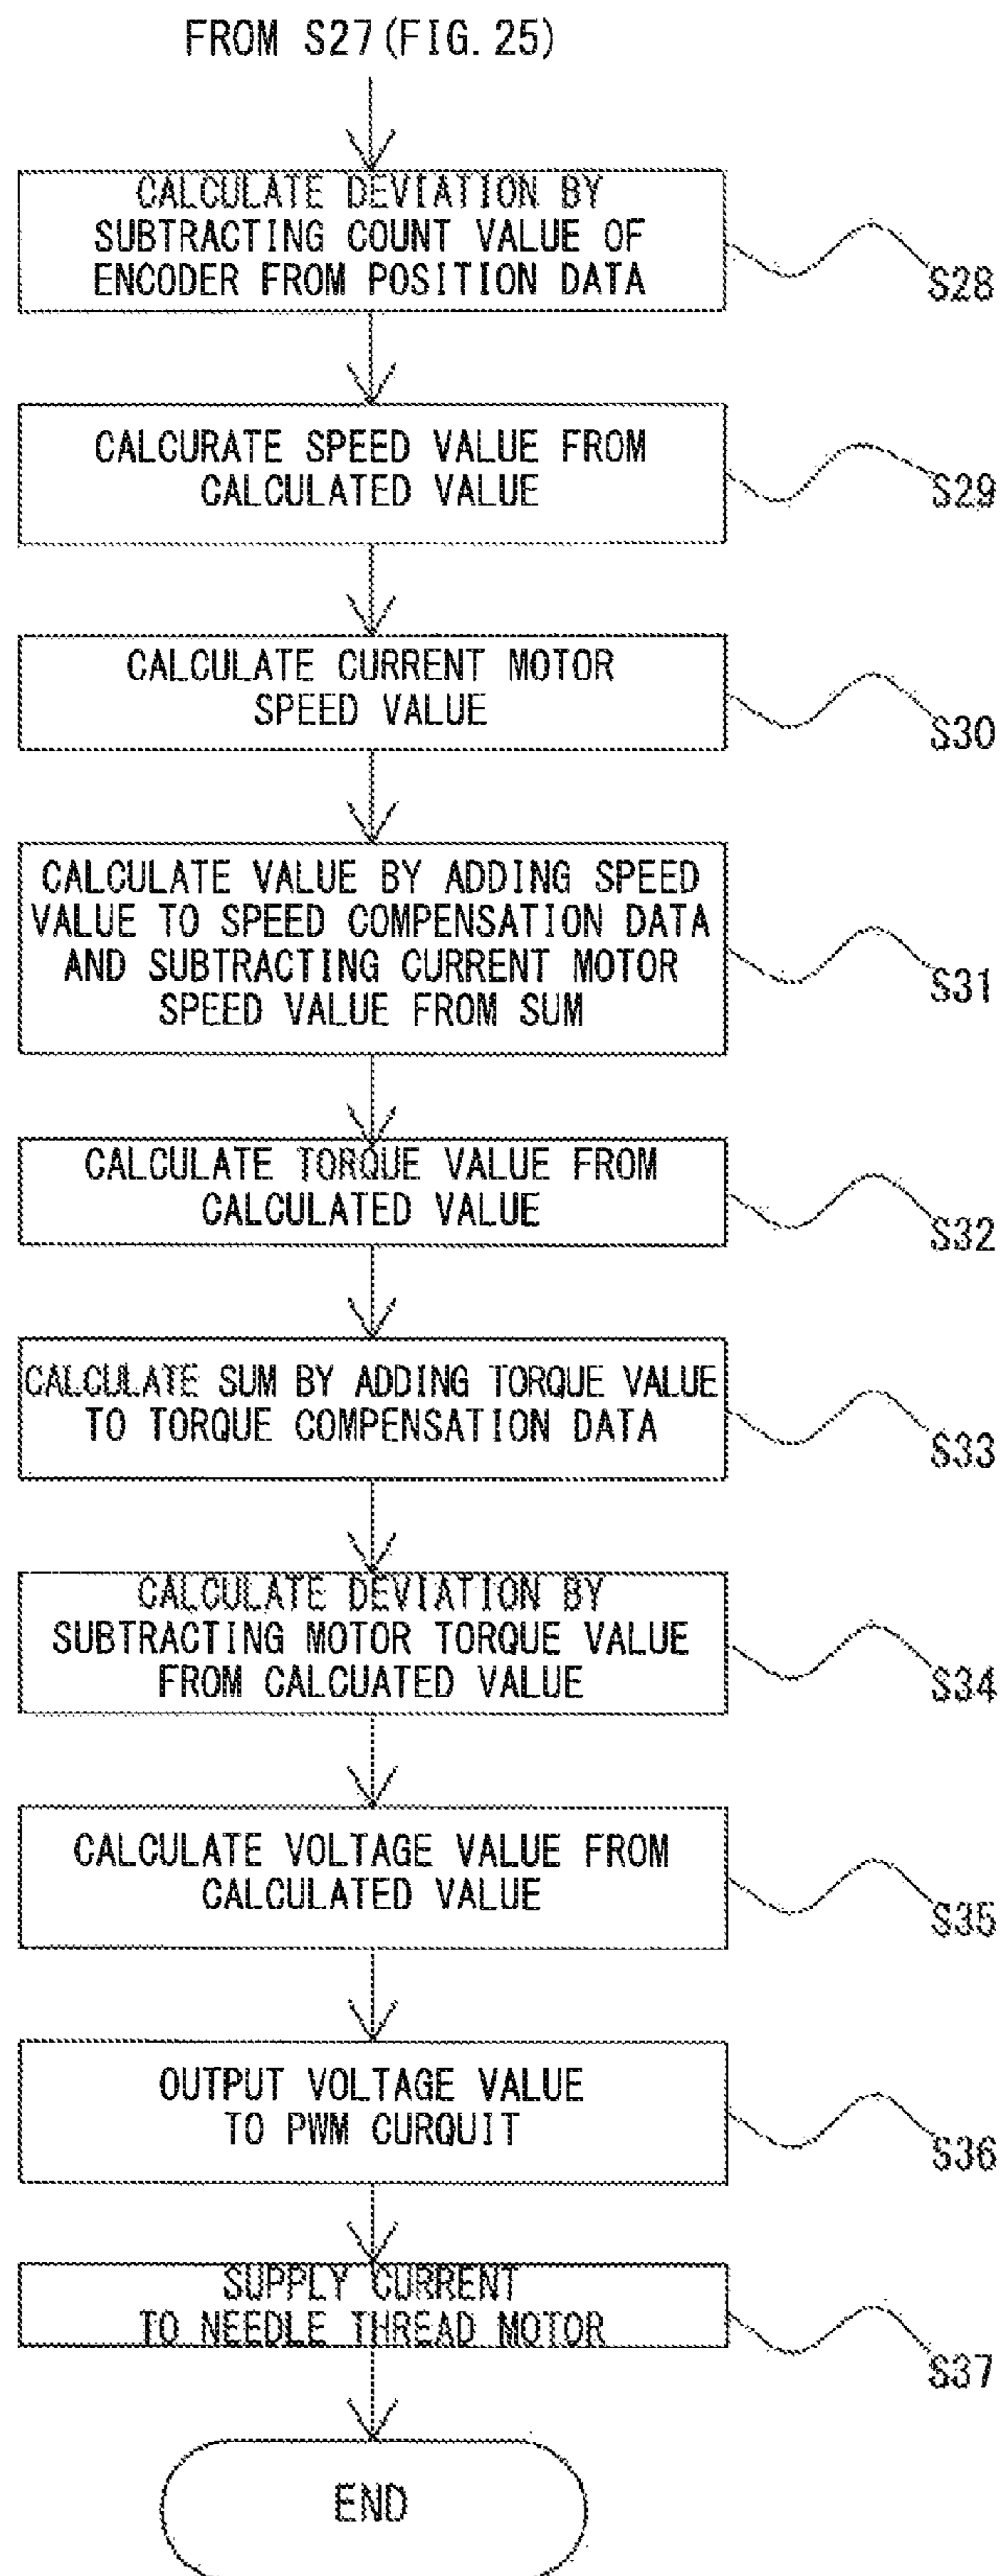 FROM S27(FIG. 25)
CALCULATE DEVIATION BY
SUBTRACTING COUNT VALUE OF
ENCODER FROM POSITION DATA
S28
CALCURATE SPEED VALUE FROM
CALCULATED VALUE
S29
CALCULATE CURRENT MOTOR
SPEED VALUE
S30
CALCULATE VALUE BY ADDING SPEED
VALUE TO SPEED COMPENSATION DATA
AND SUBTRACTING CURRENT MOTOR
SPEED VALUE FROM SUM
S31
CALCULATE TORQUE VALUE FROM
CALCULATED VALUE
S32
CALCULATE SUM BY ADDING TORQUE VALUE
TO TORQUE COMPENSATION DATA
S33
CALCULATE DEVIATION BY
SUBTRACTING MOTOR TORQUE VALUE
FROM CALCUATED VALUE
S34
CALCULATE VOLTAGE VALUE FROM
CALCULATED VALUE
S35
OUTPUT VOLTAGE VALUE
TO PWM CURQUIT
S36
SUPPLY CURRENT
TO NEEDLE THREAD MOTOR
S37
END